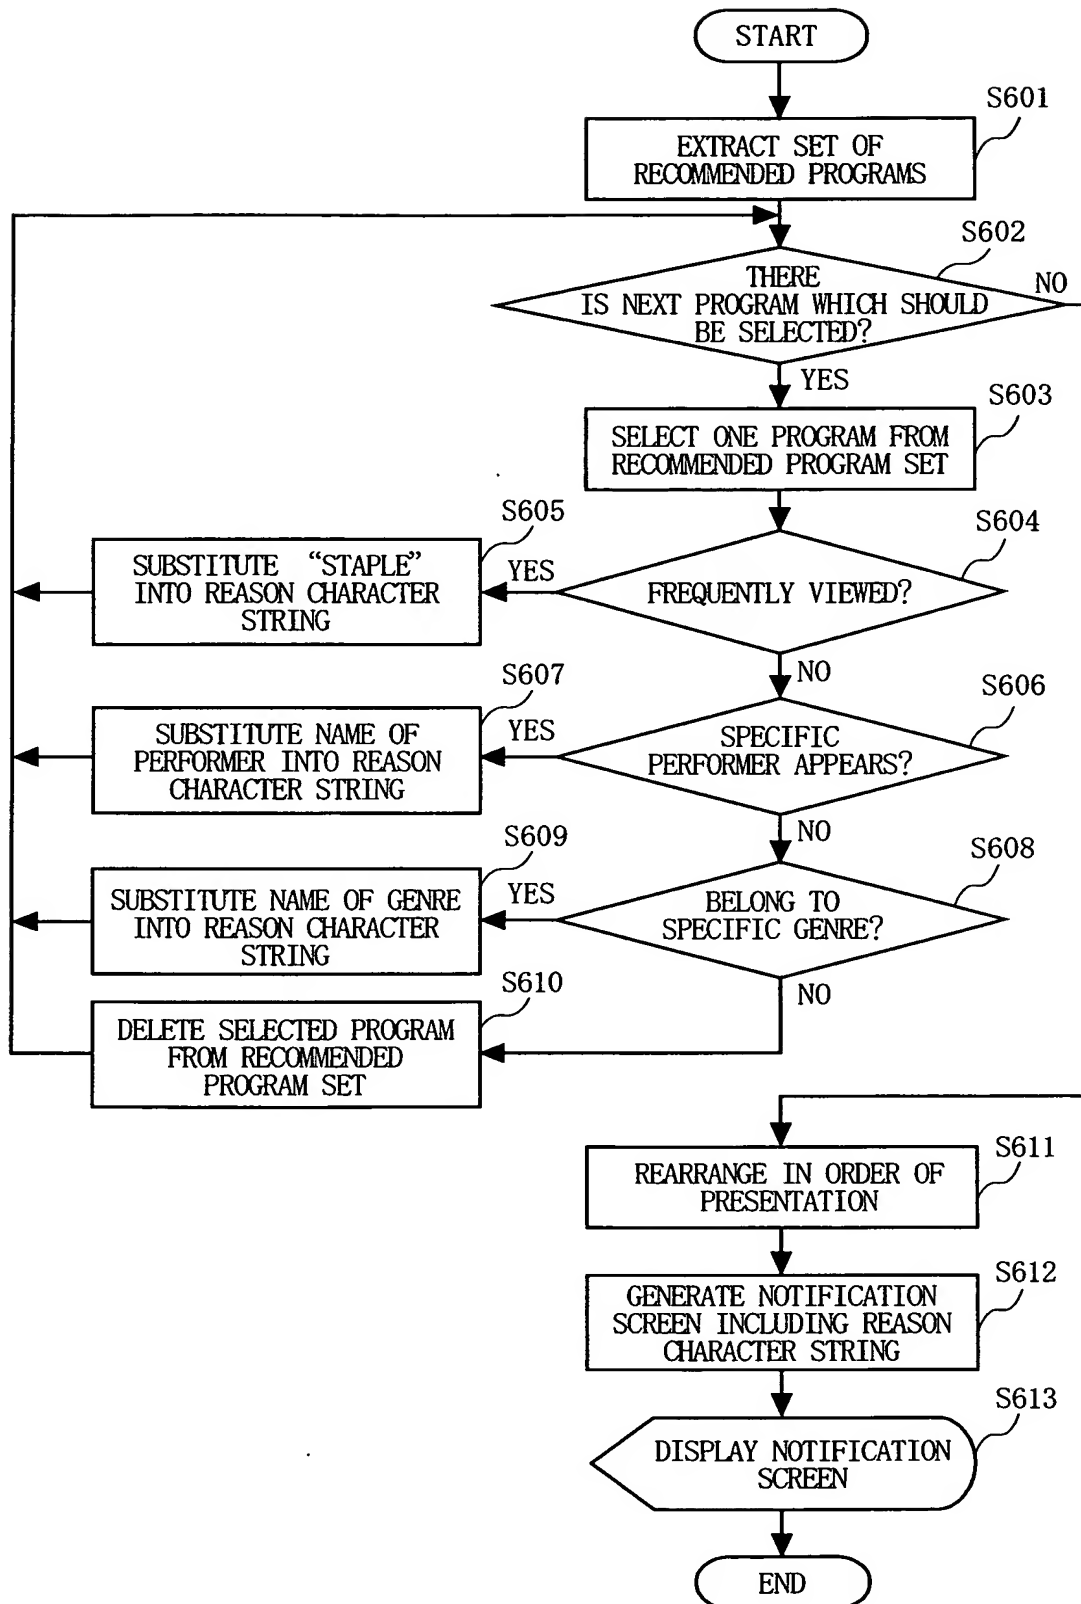 START
S601
EXTRACT SET OF
RECOMMENDED PROGRAMS
S602
THERE
IS NEXT PROGRAM WHICH SHOULD
BE SELECTED?
NO
YES
S603
SELECT ONE PROGRAM FROM
RECOMMENDED PROGRAM SET
S604
FREQUENTLY VIEWED?
YES
S605
SUBSTITUTE “STAPLE”
INTO REASON CHARACTER
STRING
NO
S606
SPECIFIC
PERFORMER APPEARS?
YES
S607
SUBSTITUTE NAME OF
PERFORMER INTO REASON
CHARACTER STRING
NO
S608
BELONG TO
SPECIFIC GENRE?
YES
S609
SUBSTITUTE NAME OF GENRE
INTO REASON CHARACTER
STRING
NO
S610
DELETE SELECTED PROGRAM
FROM RECOMMENDED
PROGRAM SET
S611
REARRANGE IN ORDER OF
PRESENTATION
S612
GENERATE NOTIFICATION
SCREEN INCLUDING REASON
CHARACTER STRING
S613
DISPLAY NOTIFICATION
SCREEN
END